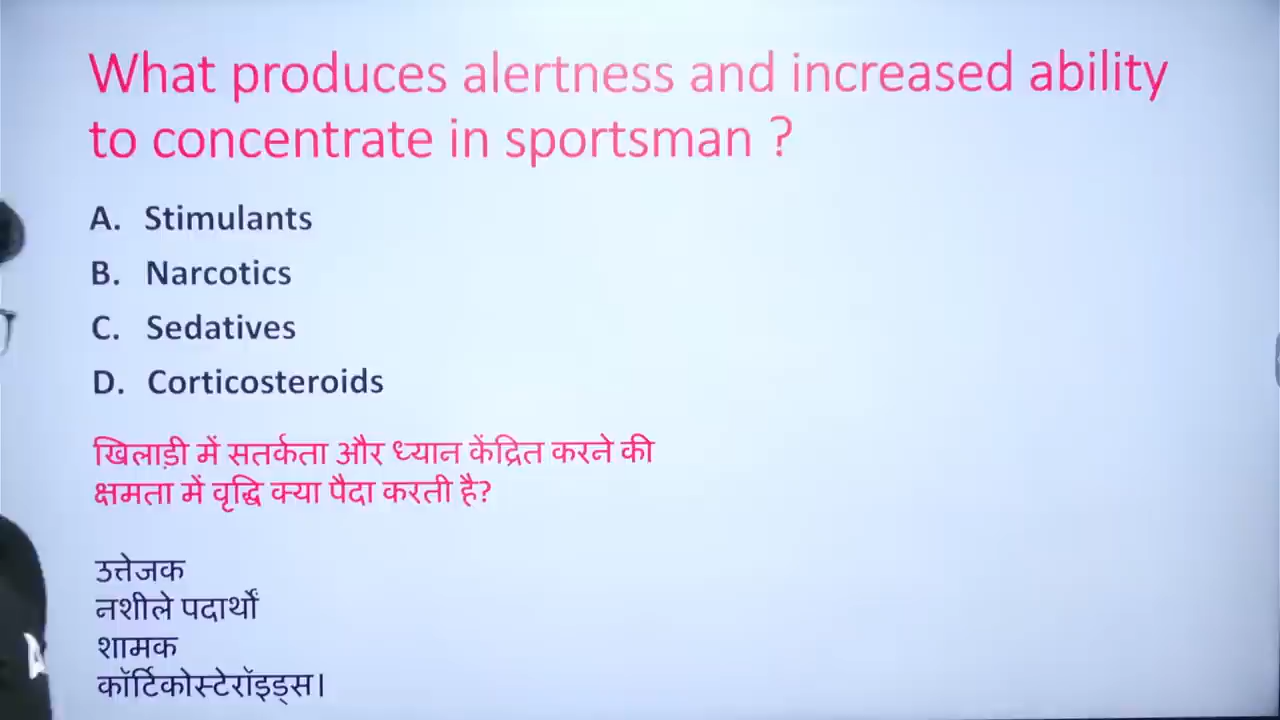 What produces alertness and increased ability
to concentrate in sportsman ?
A. Stimulants
B. Narcotics
C. Sedatives
D. Corticosteroids
खिलाड़ी में सतर्कता और ध्यान केंद्रित करने की
क्षमता में वृद्धि क्या पैदा करती है?
उत्तेजक
नशीले पदार्थों
शामक
कॉर्टिकोस्टेरॉइड्स।